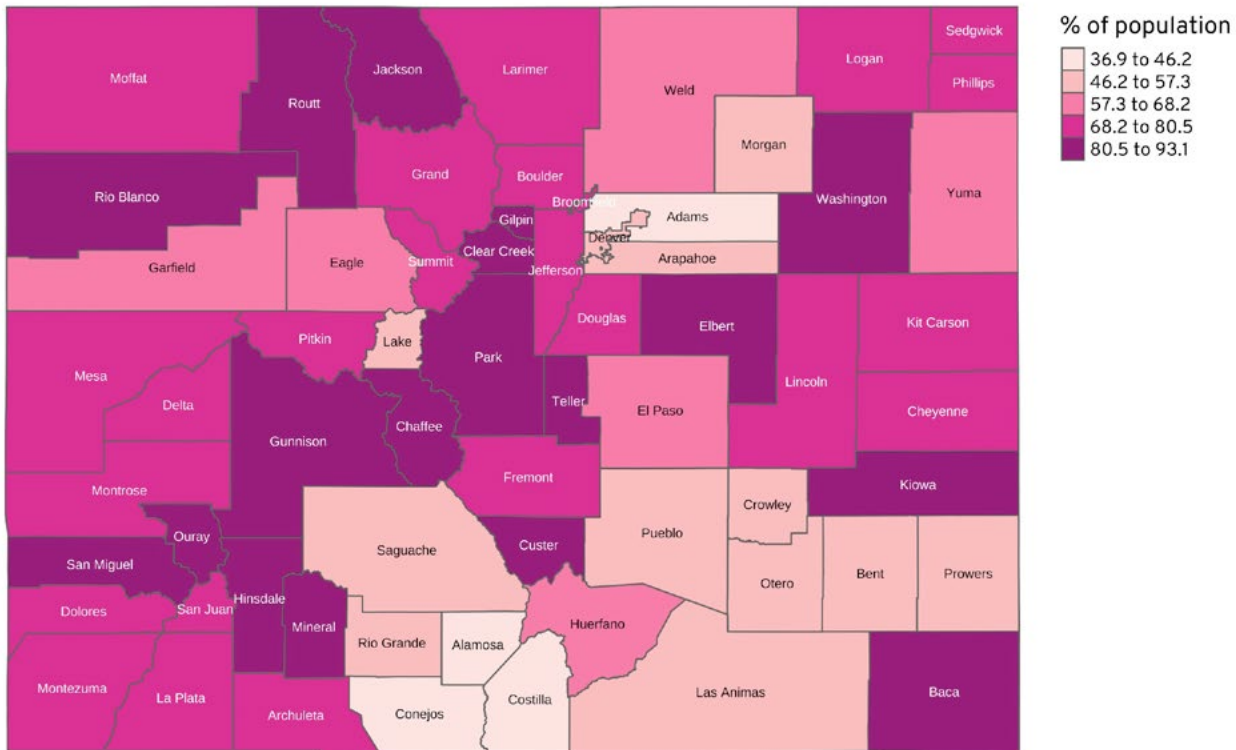 % of population
36.9 to 46.2
46.2 to 57.3
57.3 to 68.2
68.2 to 80.5
80.5 to 93.1
Sedgwick
Logan
Moffat
Jackson
Larimer
Phillips
Weld
Routt
Morgan
Grand
Boulder
Yuma
Rio Blanco
Washington
Broomfield
Gilpin
Adams
Denver
Clear Creek
Arapahoe
Summit
Eagle
Garfield
Jefferson
Douglas
Kit Carson
Elbert
Pitkin
Lake
Park
Mesa
Lincoln
Delta
Teller
El Paso
Cheyenne
Chaffee
Gunnison
Fremont
Kiowa
Montrose
Crowley
Ouray
Pueblo
Custer
Saguache
San Miguel
Bent
Prowers
Otero
Hinsdale
Dolores
San Juan
Mineral
Huerfano
Rio Grande
Alamosa
Montezuma
La Plata
Las Animas
Baca
Costilla
Archuleta
Conejos